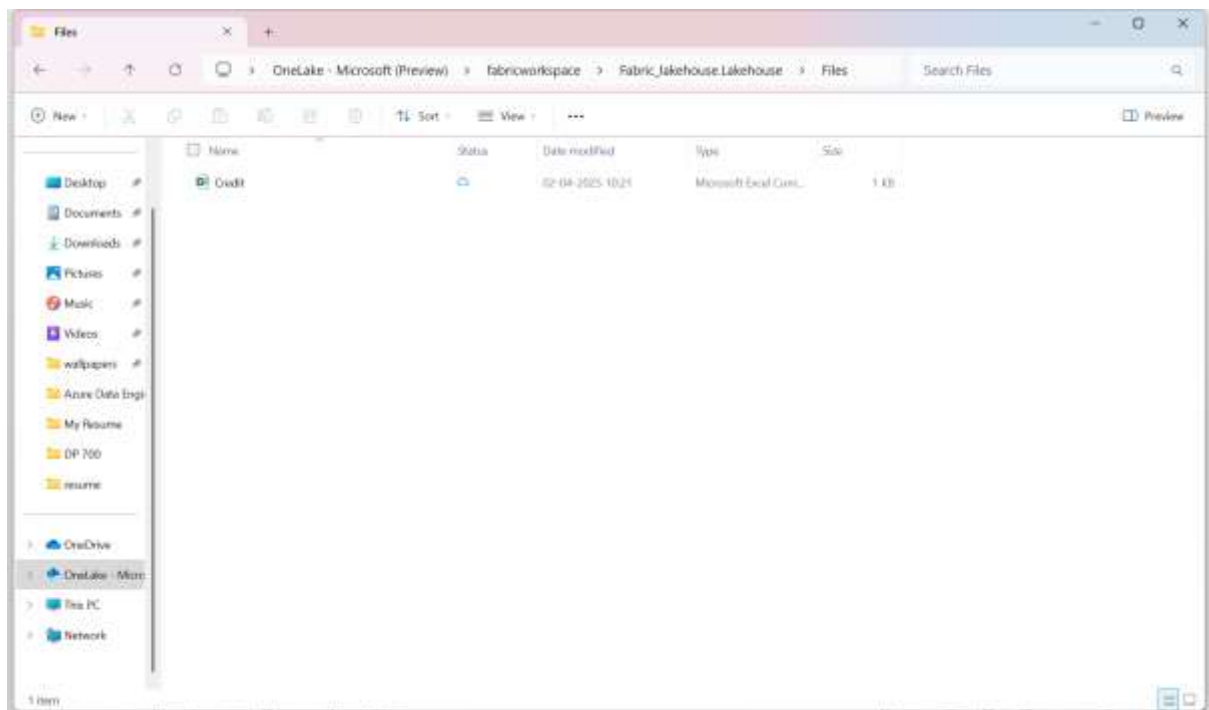 Files
OneLake - Microsoft (Preview) > fabricworkspace > Fabric_lakehouse.Lakehouse > Files
Search Files
New
Sort
View
Preview
Name
Status
Date modified
Type
Size
Credit
02-04-2025 10:21
Microsoft Excel Com...
1 KB
Desktop
Documents
Downloads
Pictures
Music
Videos
wallpapers
Azure Data Engi
My Resume
DP 700
resume
OneDrive
OneLake - Micro
This PC
Network
1 item